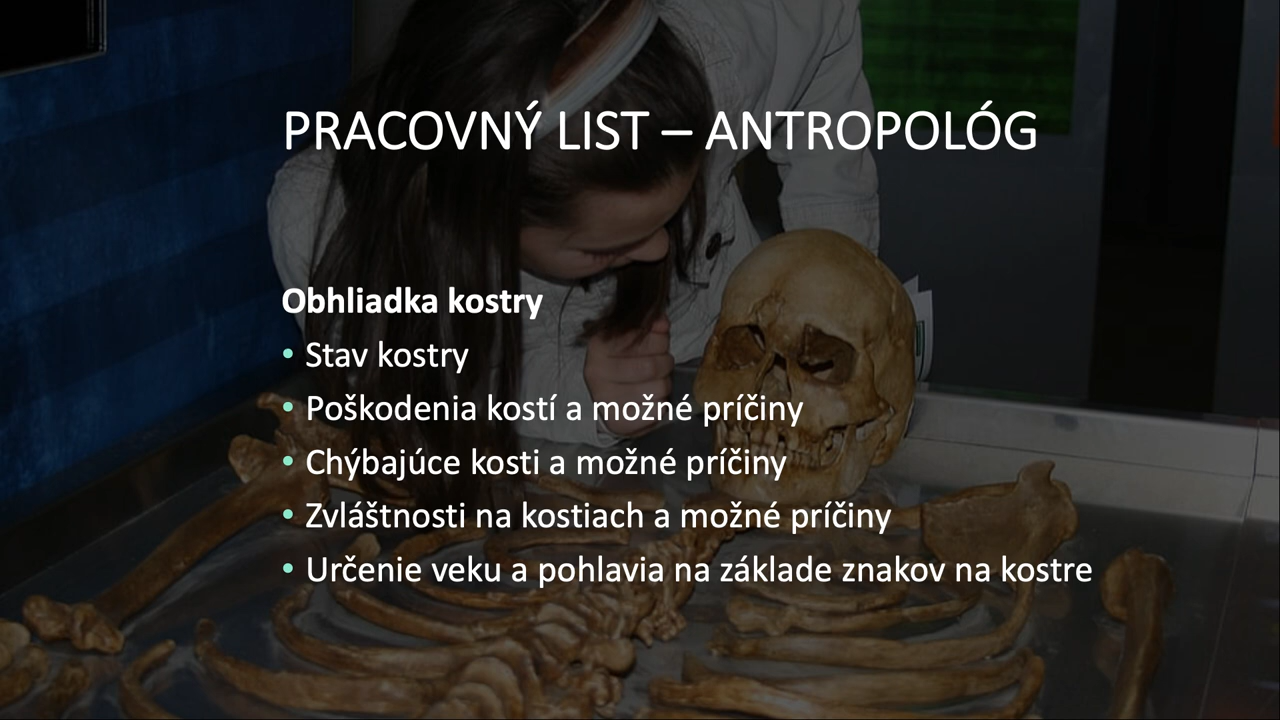 PRACOVNÝ LIST – ANTROPOLÓG
Obhliadka kostry
• Stav kostry
• Poškodenia kostí a možné príčiny
• Chýbajúce kosti a možné príčiny
• Zvláštnosti na kostiach a možné príčiny
• Určenie veku a pohlavia na základe znakov na kostre